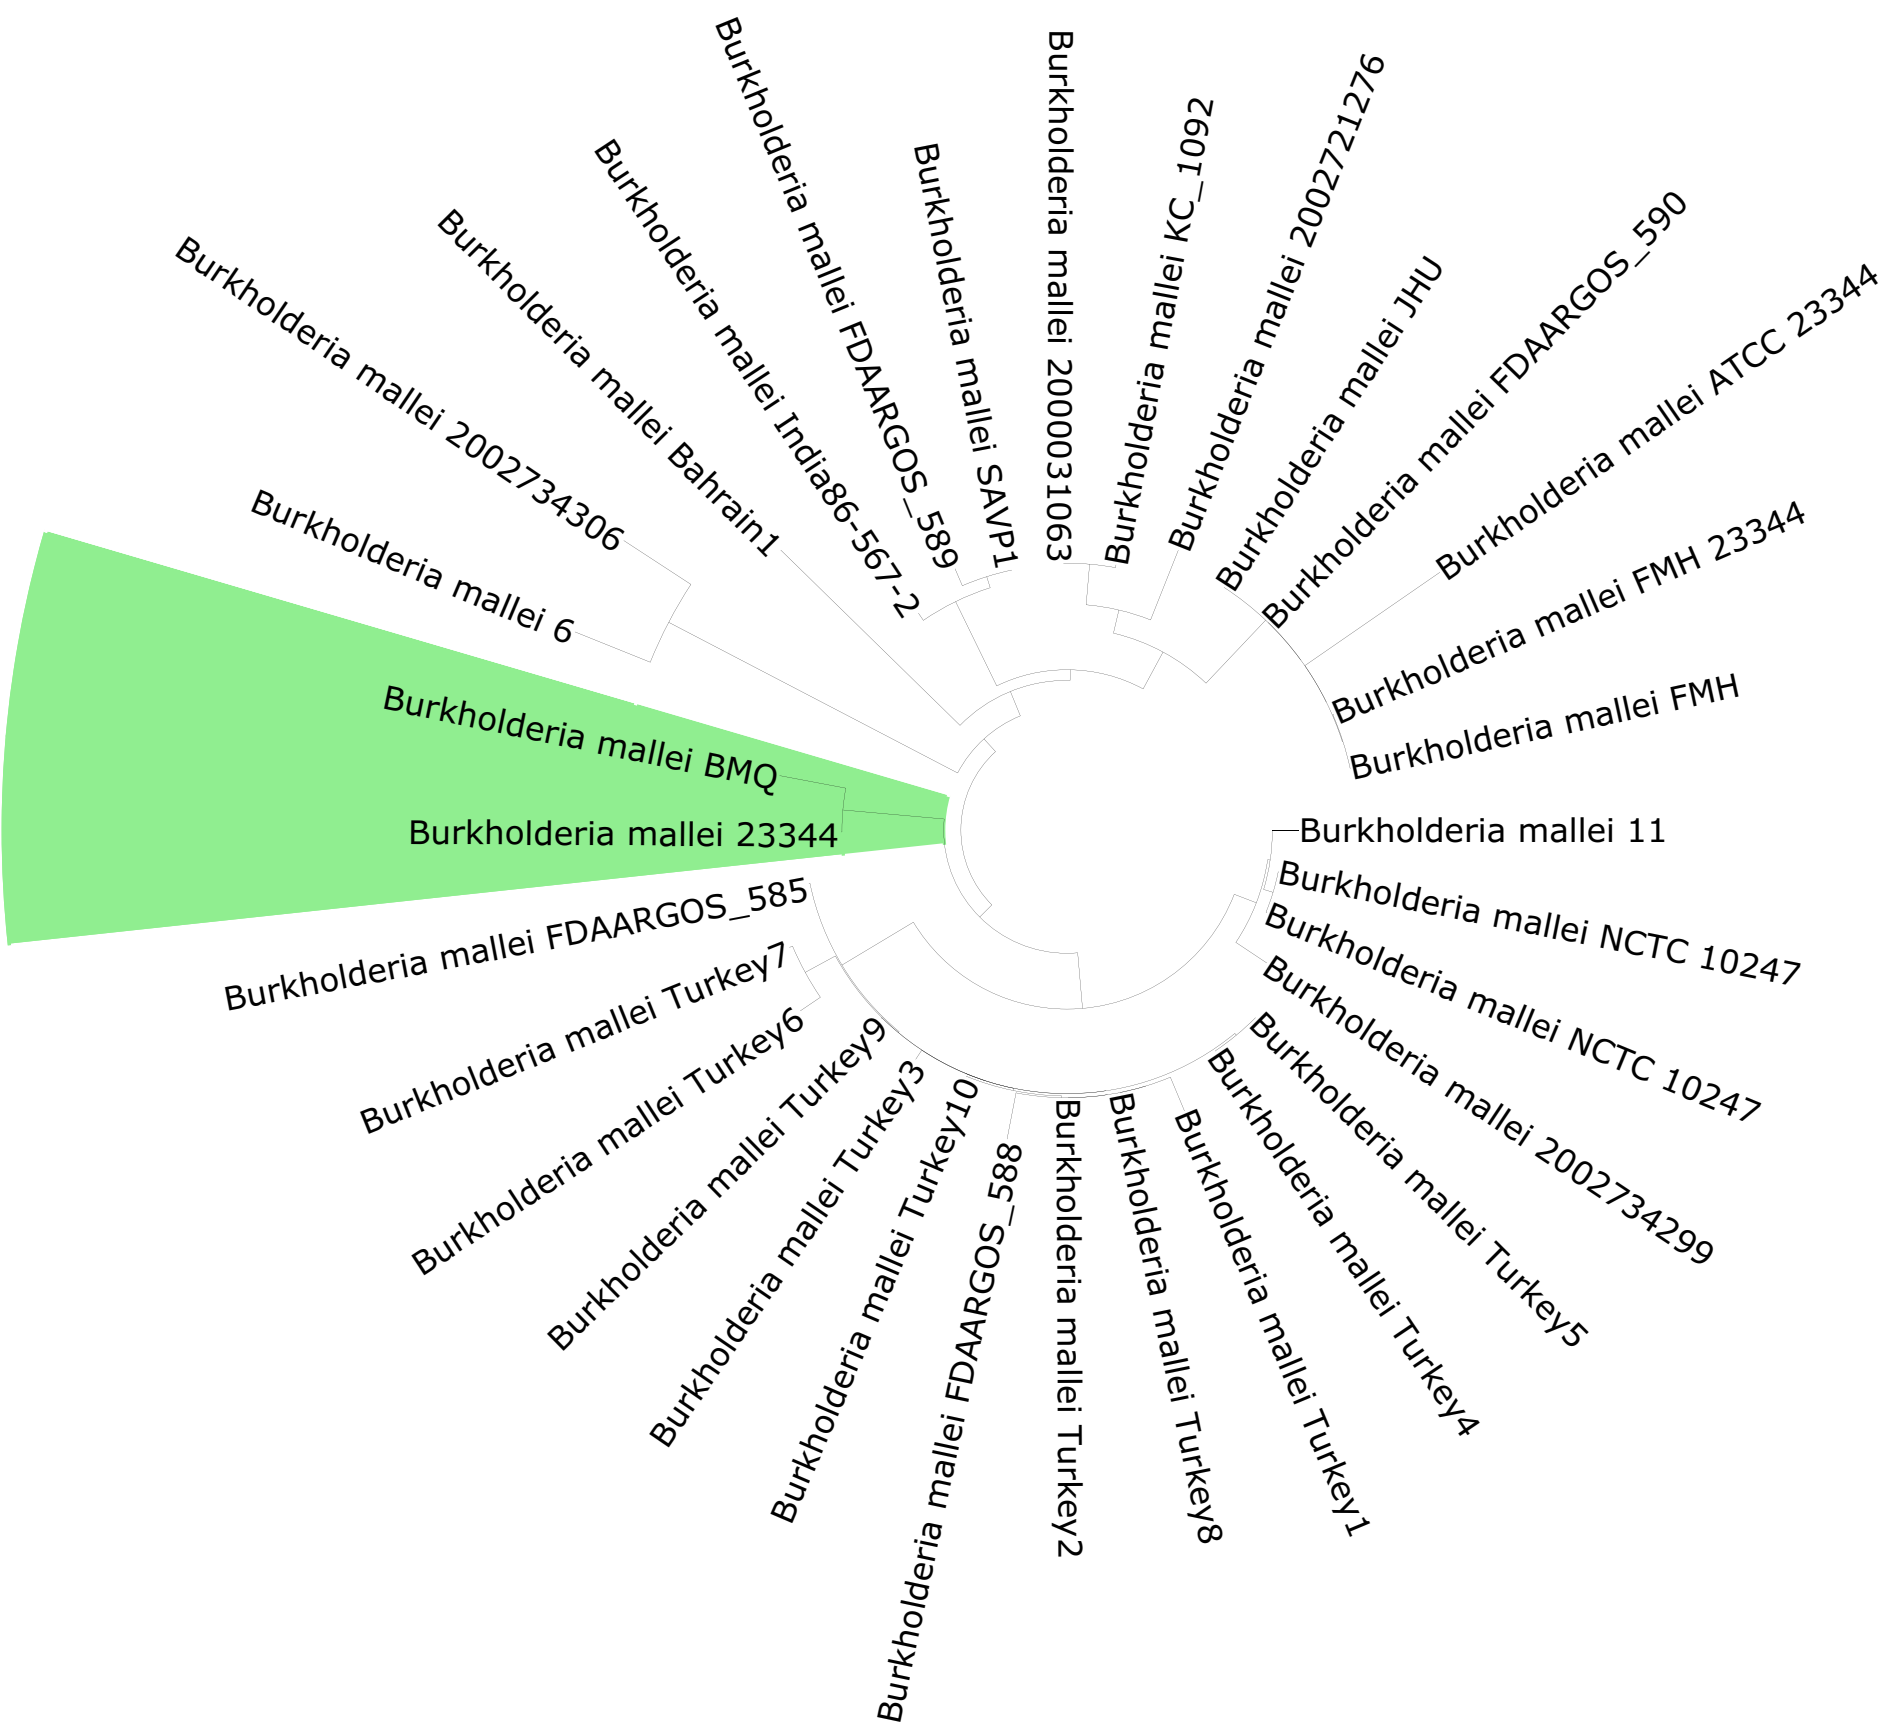 Burkholderia mallei 11
Burkholderia mallei NCTC 10247
Burkholderia mallei NCTC 10247
Burkholderia mallei 2002734299
Burkholderia mallei Turkey5
Burkholderia mallei Turkey4
Burkholderia mallei Turkey1
Burkholderia mallei Turkey8
Burkholderia mallei Turkey2
Burkholderia mallei FDAARGOS_588
Burkholderia mallei Turkey10
Burkholderia mallei Turkey3
Burkholderia mallei Turkey9
Burkholderia mallei Turkey6
Burkholderia mallei Turkey7
Burkholderia mallei FDAARGOS_585
Burkholderia mallei 23344
Burkholderia mallei BMQ
Burkholderia mallei 6
Burkholderia mallei 2002734306
Burkholderia mallei Bahrain1
Burkholderia mallei India86-567-2
Burkholderia mallei FDAARGOS_589
Burkholderia mallei SAVP1
Burkholderia mallei 2000031063
Burkholderia mallei KC_1092
Burkholderia mallei 2002721276
Burkholderia mallei JHU
Burkholderia mallei FDAARGOS_590
Burkholderia mallei ATCC 23344
Burkholderia mallei FMH 23344
Burkholderia mallei FMH